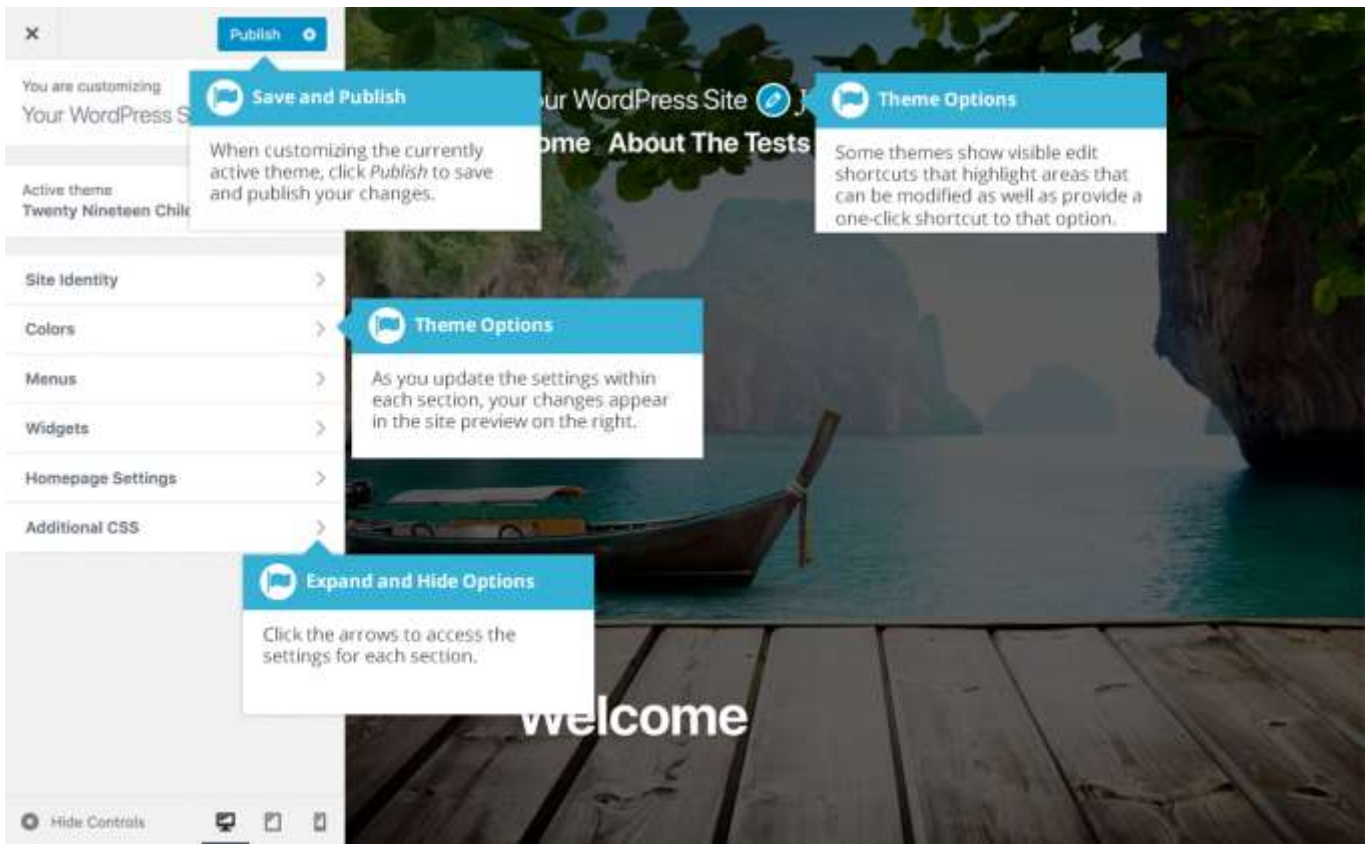 Publish
You are customizing
Your WordPress S
Save and Publish
When customizing the currently
active theme, click Publish to save
and publish your changes.
Active theme
Twenty Nineteen Chil
our WordPress Site
ome About The Tests
Theme Options
Some themes show visible edit
shortcuts that highlight areas that
can be modified as well as provide a
one-click shortcut to that option.
Site Identity
Colors
Menus
Widgets
Homepage Settings
Additional CSS
Theme Options
As you update the settings within
each section, your changes appear
in the site preview on the right.
Expand and Hide Options
Click the arrows to access the
settings for each section.
Welcome
Hide Controls